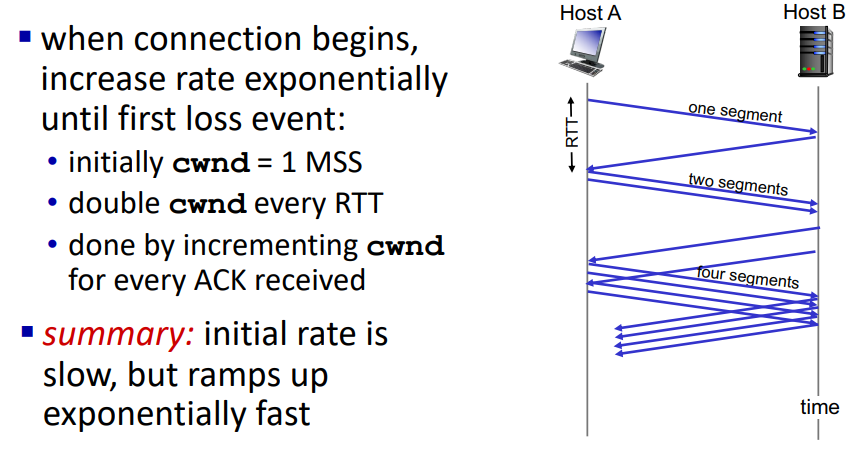 when connection begins,
increase rate exponentially
until first loss event:
initially cwnd = 1 MSS
double cwnd every RTT
done by incrementing cwnd
for every ACK received
summary: initial rate is
slow, but ramps up
exponentially fast
Host A
Host B
one segment
RTT
two segments
four segments
time